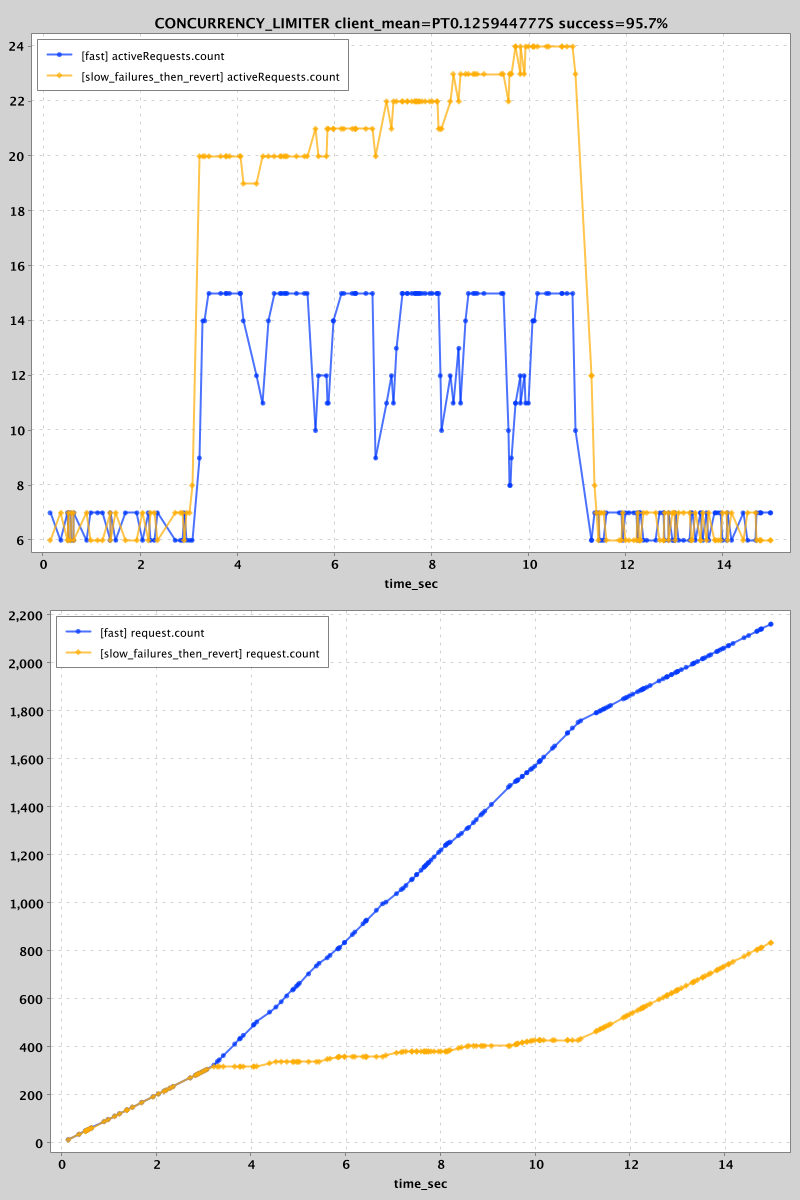 CONCURRENCY_LIMITER client_mean=PT0.125944777S success=95.7%
[fast] activeRequests.count
[slow_failures_then_revert] activeRequests.count
24
22
20
18
16
14
12
10
8
6
0 2 4 6 8 10 12 14
time_sec
[fast] request.count
[slow_failures_then_revert] request.count
2,200
2,000
1,800
1,600
1,400
1,200
1,000
800
600
400
200
0
0 2 4 6 8 10 12 14
time_sec